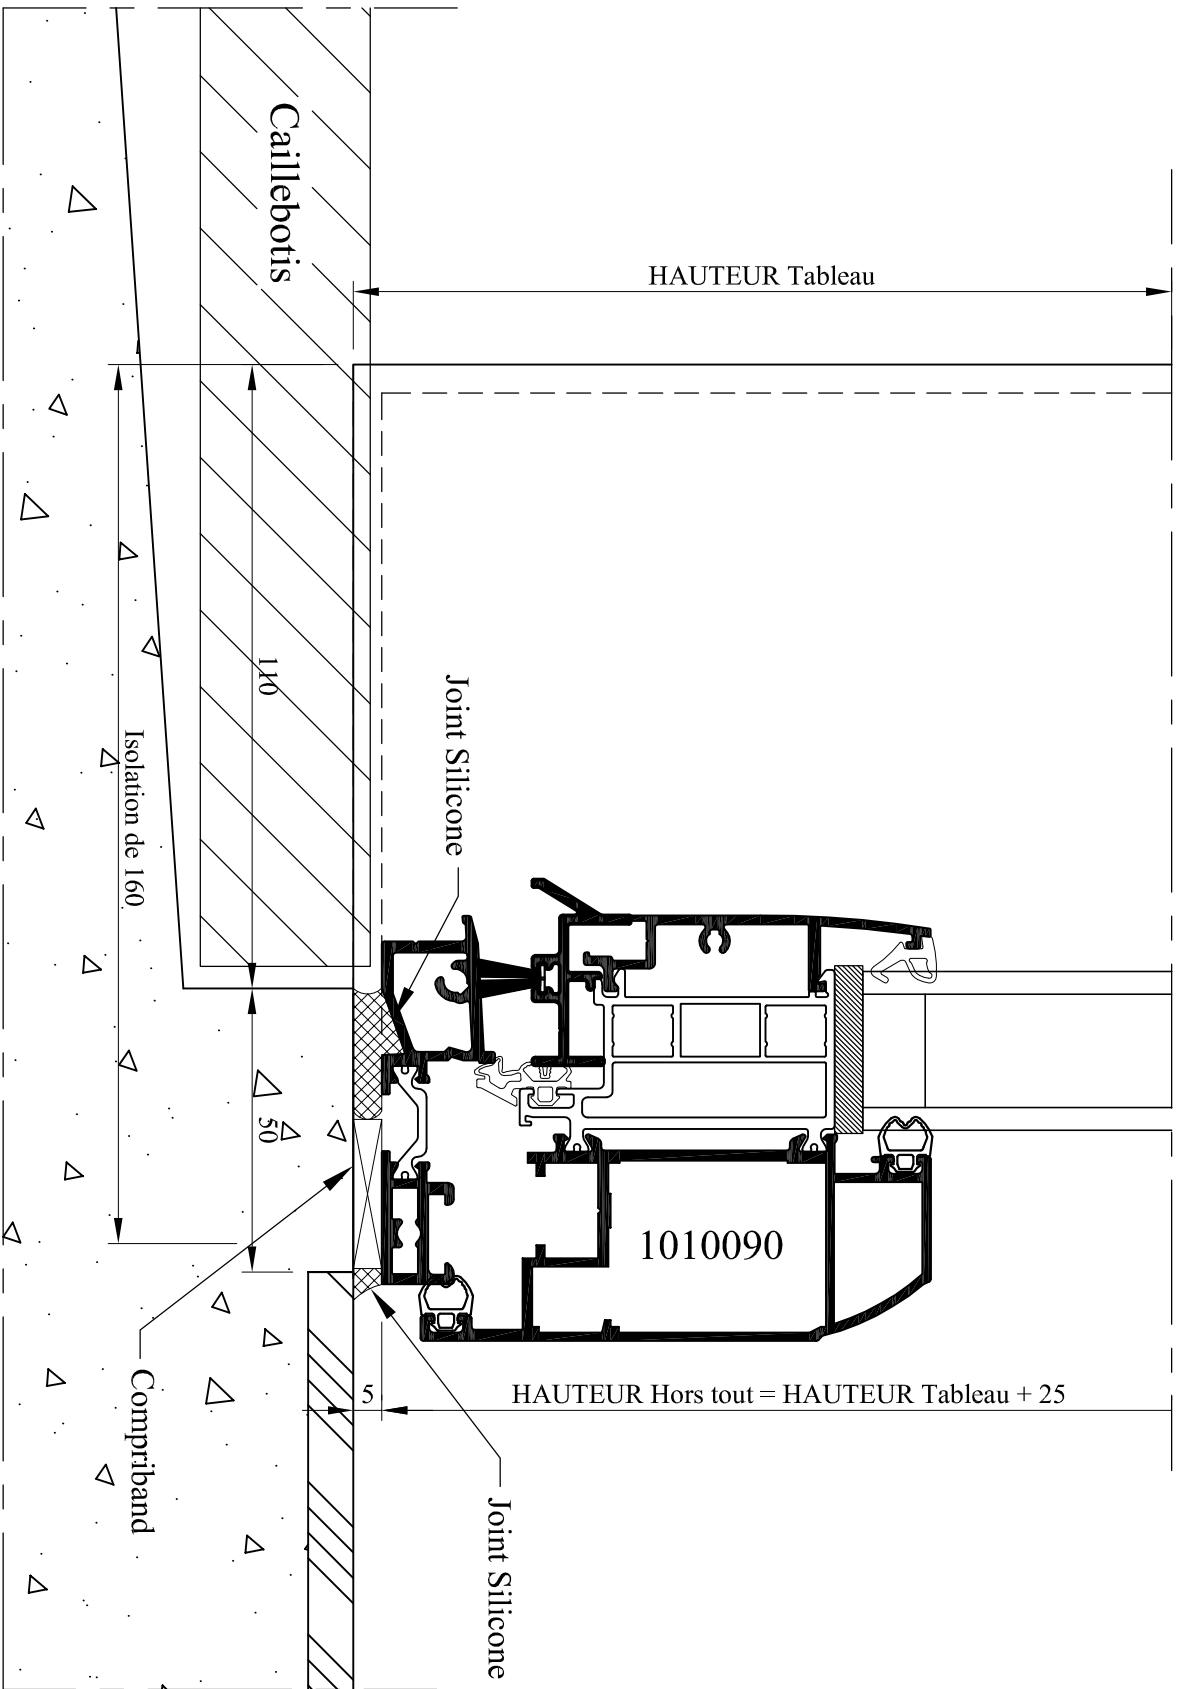 Caillebotis
HAUTEUR Tableau
110
Isolation de 160
Joint Silicone
50
1010090
Compriband
5
HAUTEUR Hors tout = HAUTEUR Tableau + 25
Joint Silicone